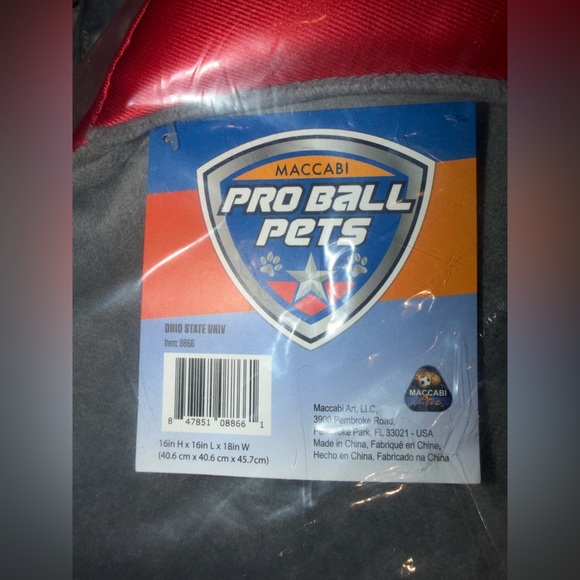 MACCABI
PRO BALL
PETS
OHIO STATE UNIV
Item: 8866
8 47851 08866 1
16in H x 16in L x 18in W
(40.6 cm x 40.6 cm x 45.7cm)
MACCABI
Maccabi Art, LLC,
3900 Pembroke Road,
Pembroke Park, FL 33021 - USA
Made in China, Fabriqué en Chine,
Hecho en China, Fabricado na China